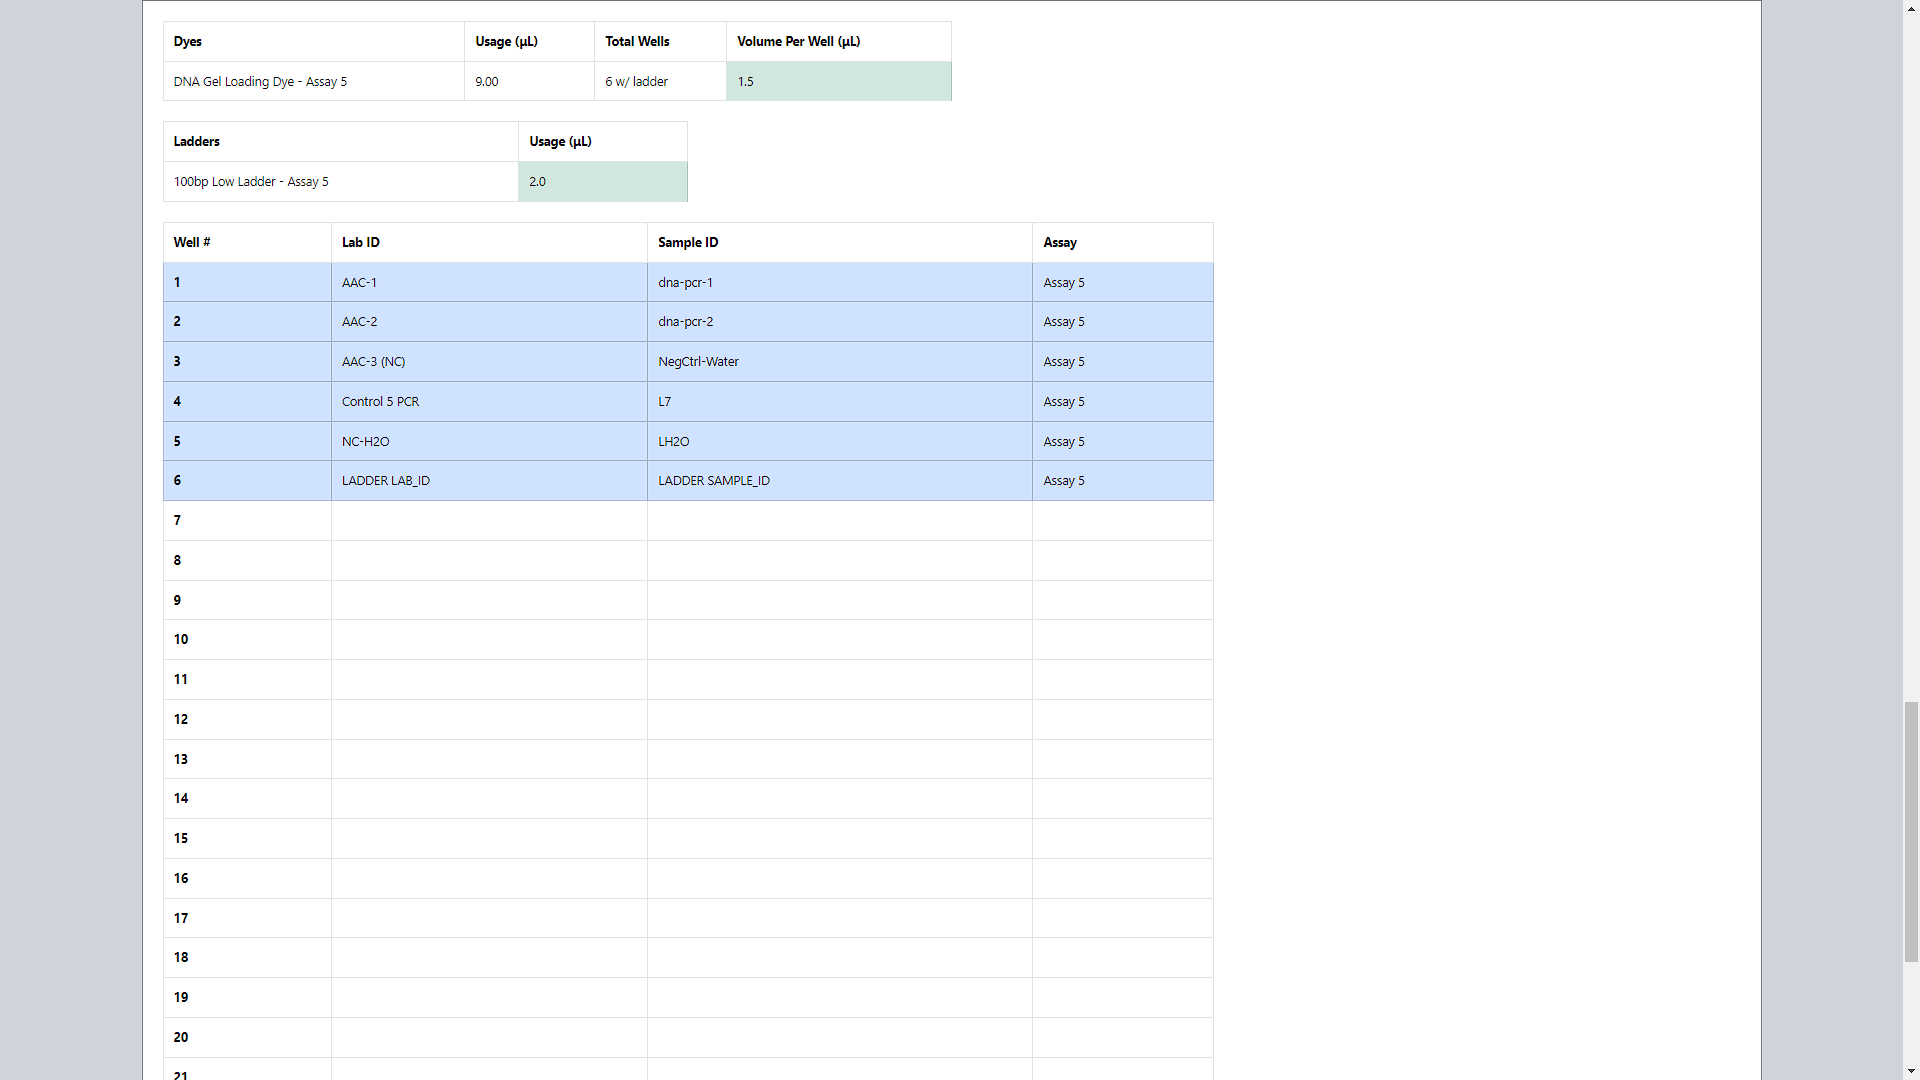 Dyes Usage (µL) Total Wells Volume Per Well (µL)
DNA Gel Loading Dye - Assay 5 9.00 6 w/ ladder 1.5
Ladders Usage (µL)
100bp Low Ladder - Assay 5 2.0
Well # Lab ID Sample ID Assay
1 AAC-1 dna-pcr-1 Assay 5
2 AAC-2 dna-pcr-2 Assay 5
3 AAC-3 (NC) NegCtrl-Water Assay 5
4 Control 5 PCR L7 Assay 5
5 NC-H2O LH2O Assay 5
6 LADDER LAB_ID LADDER SAMPLE_ID Assay 5
7
8
9
10
11
12
13
14
15
16
17
18
19
20
21